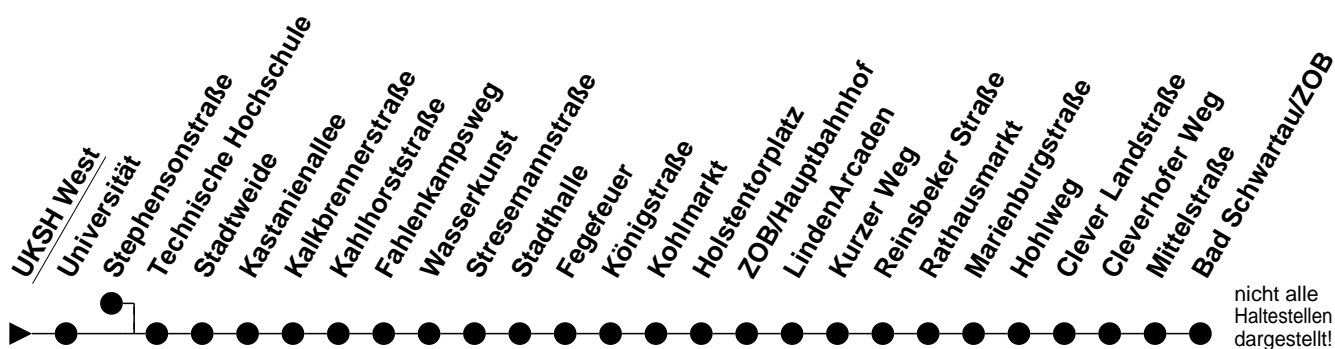 UKSH West
Universität
Stephensonstraße
Technische Hochschule
Stadtweide
Kastanienallee
Kalkbrennerstraße
Kahlhorststraße
Fahlenkampsweg
Wasserkunst
Stresemannstraße
Stadthalle
Fegefeuer
Königstraße
Kohlmarkt
Holstentorplatz
ZOB/Hauptbahnhof
LindenArcaden
Kurzer Weg
Reinsbeker Straße
Rathausmarkt
Marienburgstraße
Hohlweg
Clever Landstraße
Cleverhofer Weg
Mittelstraße
Bad Schwartau/ZOB
nicht alle
Haltestellen
dargestellt!